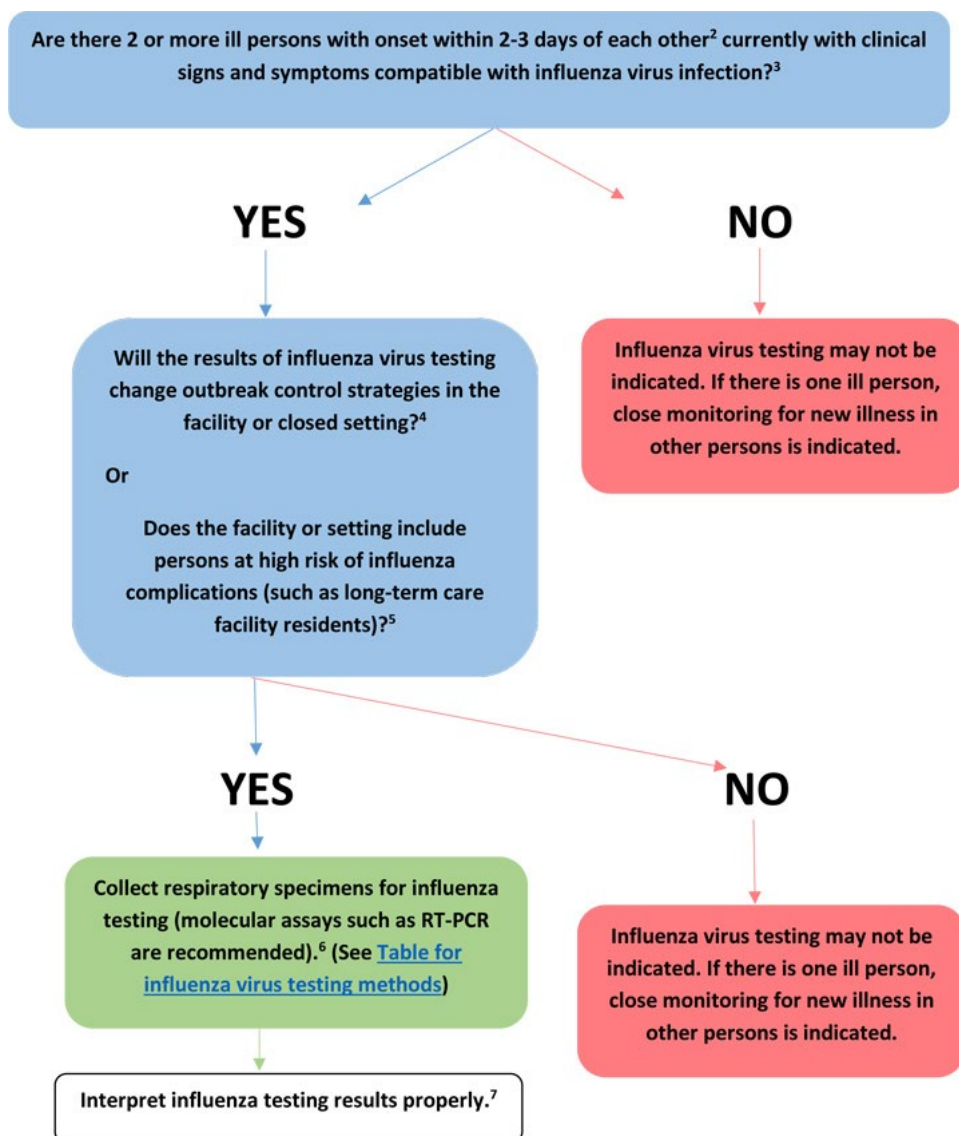 Are there 2 or more ill persons with onset within 2-3 days of each other² currently with clinical
signs and symptoms compatible with influenza virus infection?³
YES
NO
Will the results of influenza virus testing
change outbreak control strategies in the
facility or closed setting?⁴
Or
Does the facility or setting include
persons at high risk of influenza
complications (such as long-term care
facility residents)?⁵
Influenza virus testing may not be
indicated. If there is one ill person,
close monitoring for new illness in
other persons is indicated.
YES
NO
Collect respiratory specimens for influenza
testing (molecular assays such as RT-PCR
are recommended).⁶ (See Table for
influenza virus testing methods)
Influenza virus testing may not be
indicated. If there is one ill person,
close monitoring for new illness in
other persons is indicated.
Interpret influenza testing results properly.⁷